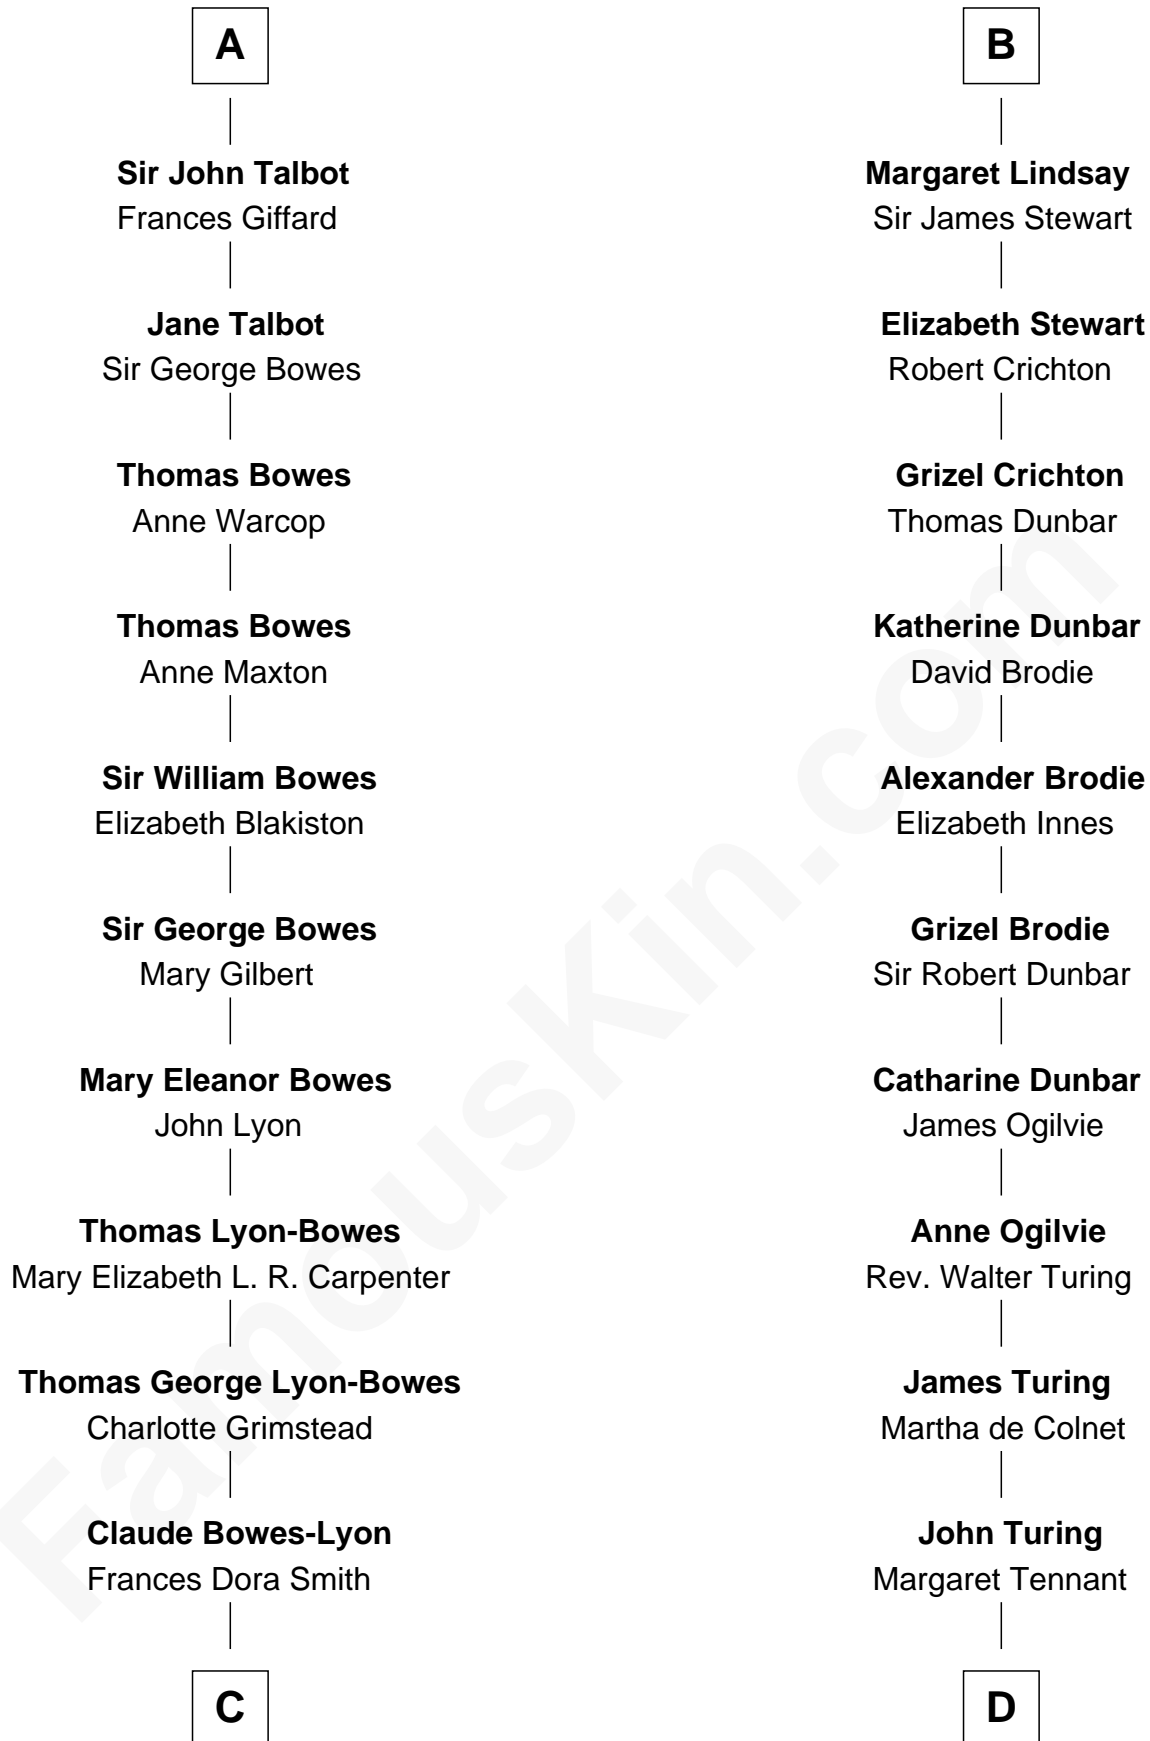 A
Sir John Talbot
Frances Giffard
Jane Talbot
Sir George Bowes
Thomas Bowes
Anne Warcop
Thomas Bowes
Anne Maxton
Sir William Bowes
Elizabeth Blakiston
Sir George Bowes
Mary Gilbert
Mary Eleanor Bowes
John Lyon
Thomas Lyon-Bowes
Mary Elizabeth L. R. Carpenter
Thomas George Lyon-Bowes
Charlotte Grimstead
Claude Bowes-Lyon
Frances Dora Smith
C
B
Margaret Lindsay
Sir James Stewart
Elizabeth Stewart
Robert Crichton
Grizel Crichton
Thomas Dunbar
Katherine Dunbar
David Brodie
Alexander Brodie
Elizabeth Innes
Grizel Brodie
Sir Robert Dunbar
Catharine Dunbar
James Ogilvie
Anne Ogilvie
Rev. Walter Turing
James Turing
Martha de Colnet
John Turing
Margaret Tennant
D
FamousKin.com